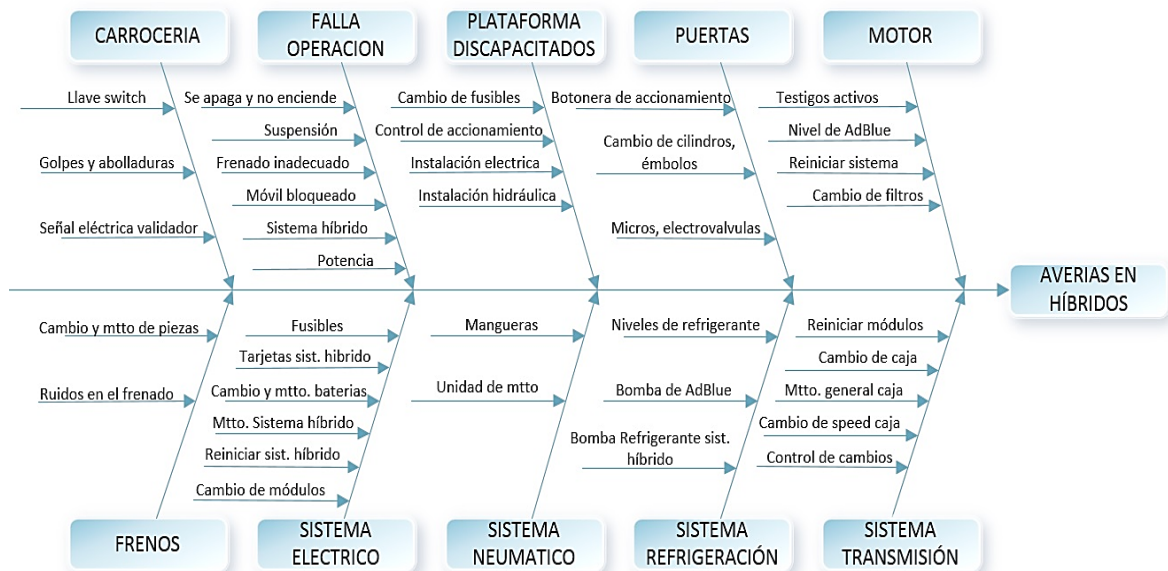 CARROCERIA
FALLA
OPERACION
PLATAFORMA
DISCAPACITADOS
PUERTAS
MOTOR
Llave switch
Golpes y abolladuras
Señal eléctrica validador
Se apaga y no enciende
Suspensión
Frenado inadecuado
Móvil bloqueado
Sistema híbrido
Potencia
Cambio de fusibles
Control de accionamiento
Instalación electrica
Instalación hidráulica
Botonera de accionamiento
Cambio de cilindros,
émbolos
Micros, electrovalvulas
Testigos activos
Nivel de AdBlue
Reiniciar sistema
Cambio de filtros
AVERIAS EN
HÍBRIDOS
Cambio y mtto de piezas
Ruidos en el frenado
Fusibles
Tarjetas sist. hibrido
Cambio y mtto. baterias
Mtto. Sistema híbrido
Reiniciar sist. híbrido
Cambio de módulos
Mangueras
Unidad de mtto
Niveles de refrigerante
Bomba de AdBlue
Bomba Refrigerante sist.
híbrido
Reiniciar módulos
Cambio de caja
Mtto. general caja
Cambio de speed caja
Control de cambios
FRENOS
SISTEMA
ELECTRICO
SISTEMA
NEUMATICO
SISTEMA
REFRIGERACIÓN
SISTEMA
TRANSMISIÓN